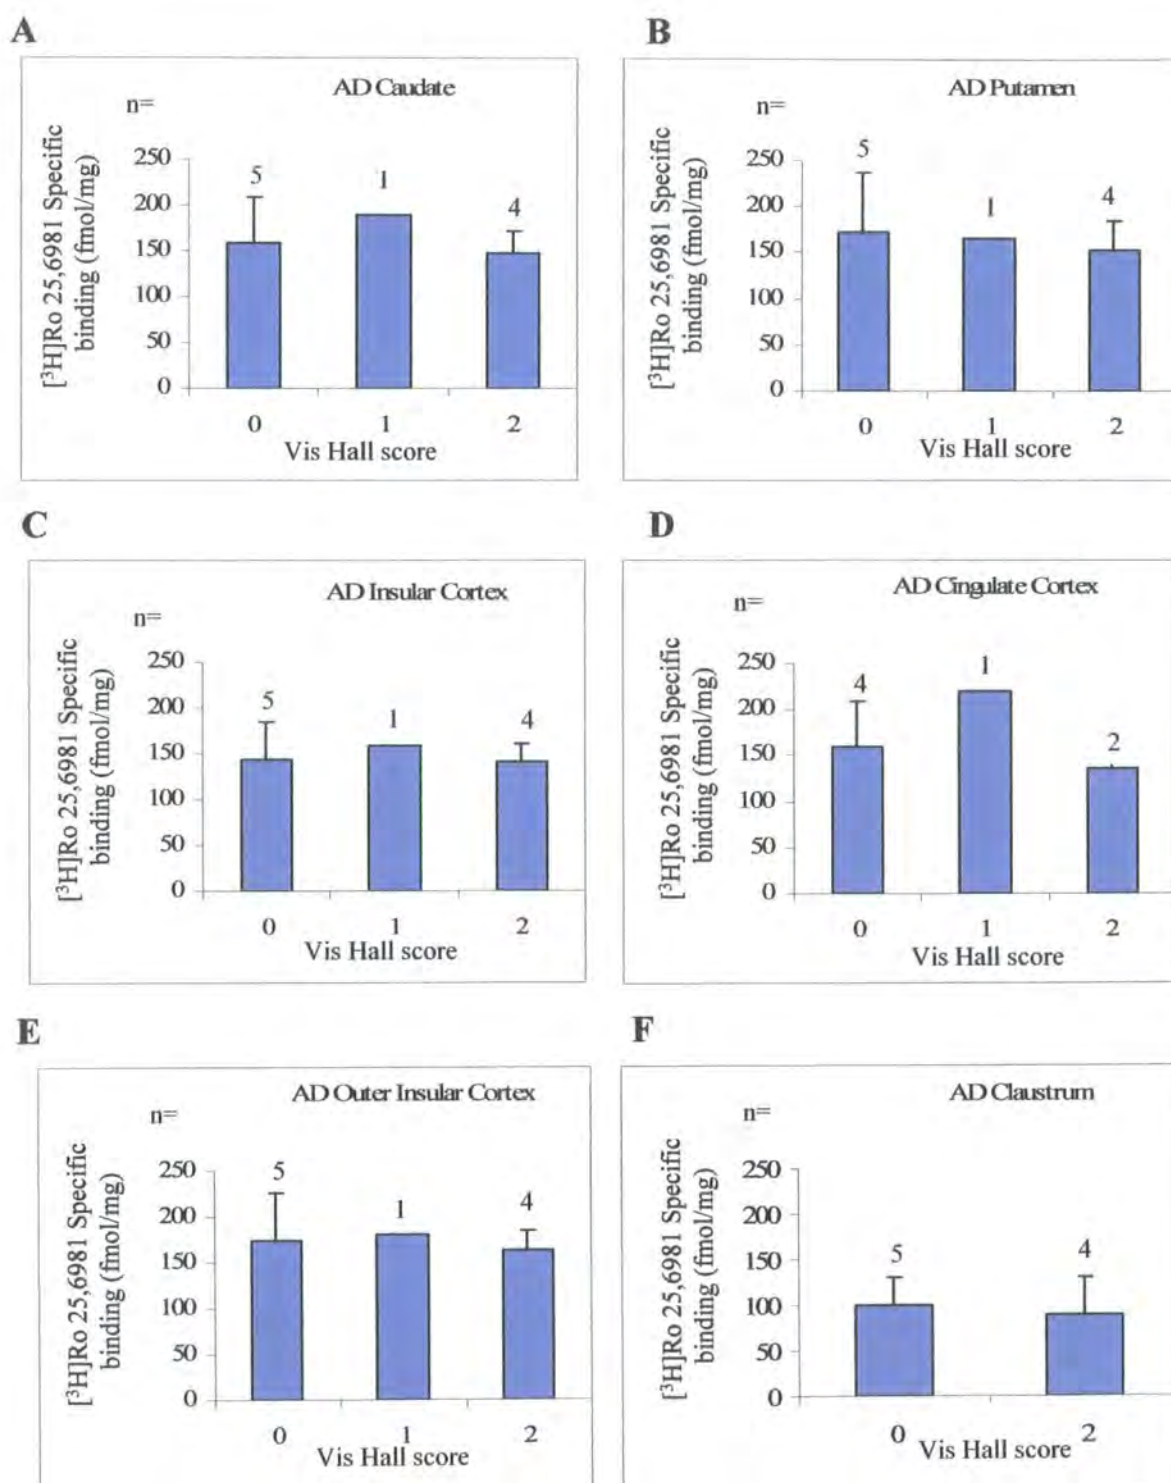 A
AD Caudate
n=
[³H]Ro 25,6981 Specific
binding (fmol/mg)
250
200
150
100
50
0
5
1
4
0 1 2
Vis Hall score
B
AD Putamen
n=
[³H]Ro 25,6981 Specific
binding (fmol/mg)
250
200
150
100
50
0
5
1
4
0 1 2
Vis Hall score
C
AD Insular Cortex
n=
[³H]Ro 25,6981 Specific
binding (fmol/mg)
250
200
150
100
50
0
5
1
4
0 1 2
Vis Hall score
D
AD Cingulate Cortex
n=
[³H]Ro 25,6981 Specific
binding (fmol/mg)
250
200
150
100
50
0
4
1
2
0 1 2
Vis Hall score
E
AD Outer Insular Cortex
n=
[³H]Ro 25,6981 Specific
binding (fmol/mg)
250
200
150
100
50
0
5
1
4
0 1 2
Vis Hall score
F
AD Claustrum
n=
[³H]Ro 25,6981 Specific
binding (fmol/mg)
250
200
150
100
50
0
5
4
0 2
Vis Hall score